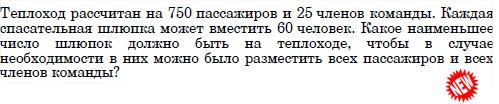 Теплоход рассчитан на 750 пассажиров и 25 членов команды. Каждая
спасательная шлюпка может вместить 60 человек. Какое наименьшее
число шлюпок должно быть на теплоходе, чтобы в случае
необходимости в них можно было разместить всех пассажиров и всех
членов команды?
NEW